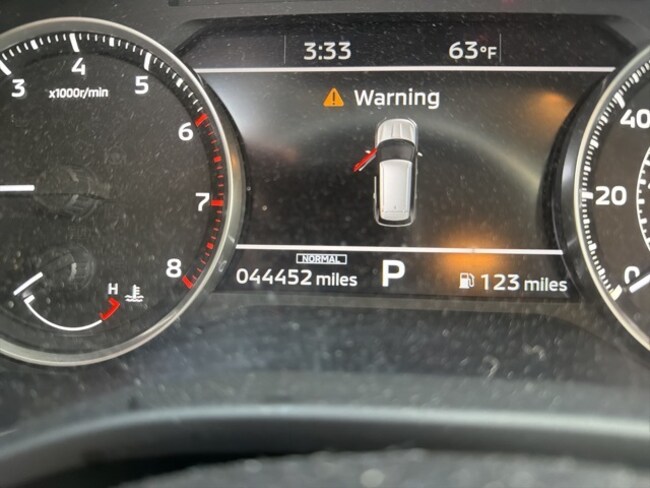 3:33 63°F
4
3 5
x1000r/min
⚠ Warning
6
40
7 20
NORMAL
8
044452 miles P 123 miles
H
0